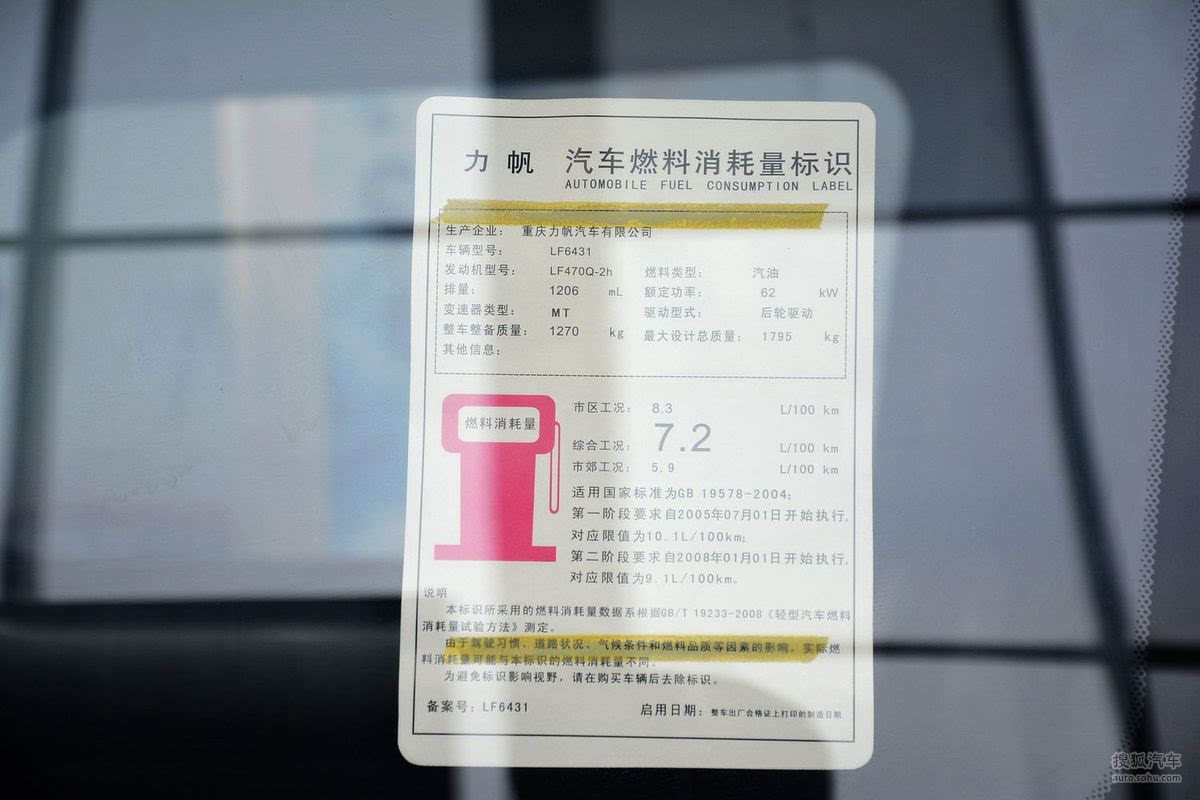 力帆 汽车燃料消耗量标识
AUTOMOBILE FUEL CONSUMPTION LABEL
生产企业： 重庆力帆汽车有限公司
车辆型号： LF6431
发动机型号： LF470Q-2h 燃料类型： 汽油
排量： 1206 mL 额定功率： 62 kW
变速器类型： MT 驱动型式： 后轮驱动
整车整备质量： 1270 kg 最大设计总质量： 1795 kg
其他信息：
燃料消耗量
市区工况： 8.3 L/100 km
综合工况： 7.2 L/100 km
市郊工况： 5.9 L/100 km
适用国家标准为GB 19578-2004；
第一阶段要求自2005年07月01日开始执行，
对应限值为10.1L/100km；
第二阶段要求自2008年01月01日开始执行，
对应限值为9.1L/100km。
说明
本标识所采用的燃料消耗量数据系根据GB/T 19233-2008《轻型汽车燃料
消耗量试验方法》测定。
由于驾驶习惯、道路状况、气候条件和燃料品质等因素的影响，实际燃
料消耗量可能与本标识的燃料消耗量不同。
为避免标识影响视野，请在购买车辆后去除标识。
备案号：LF6431 启用日期：整车出厂合格证上打印的制造日期
搜狐汽车
auto.sohu.com